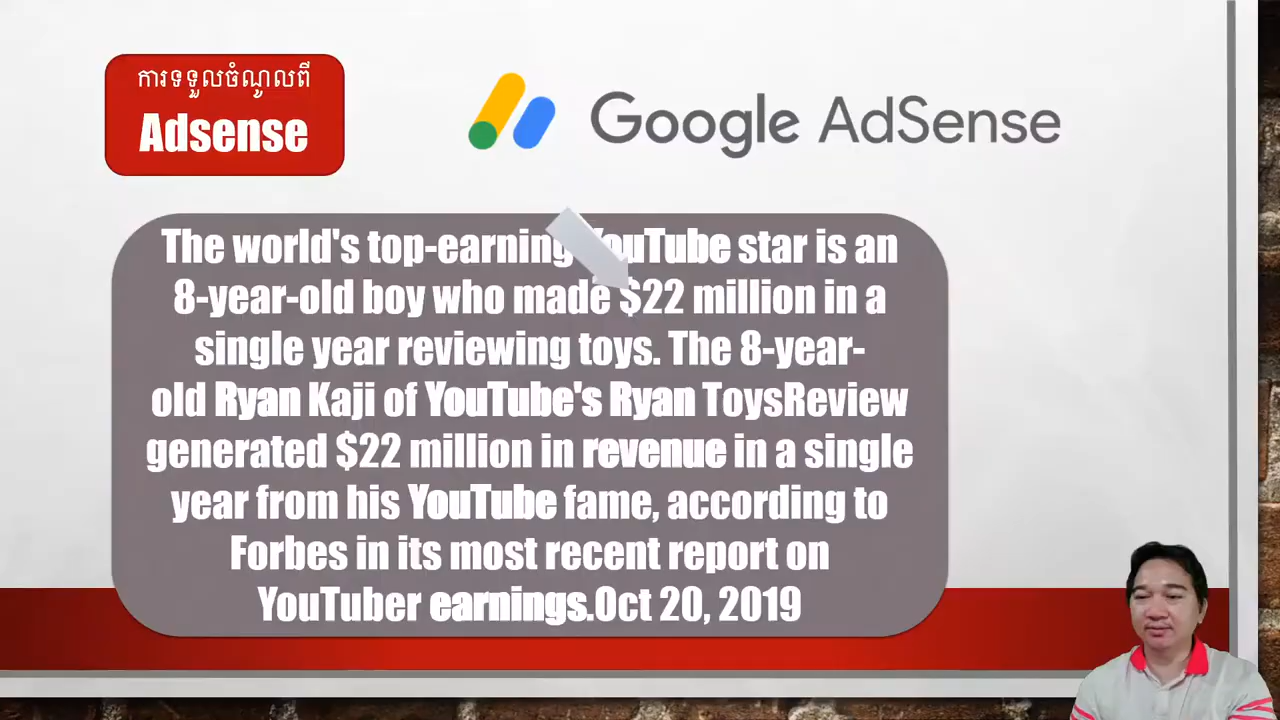 ការទទួលចំណូលពី
Adsense
Google AdSense
The world's top-earning YouTube star is an
8-year-old boy who made $22 million in a
single year reviewing toys. The 8-year-
old Ryan Kaji of YouTube's Ryan ToysReview
generated $22 million in revenue in a single
year from his YouTube fame, according to
Forbes in its most recent report on
YouTuber earnings.Oct 20, 2019